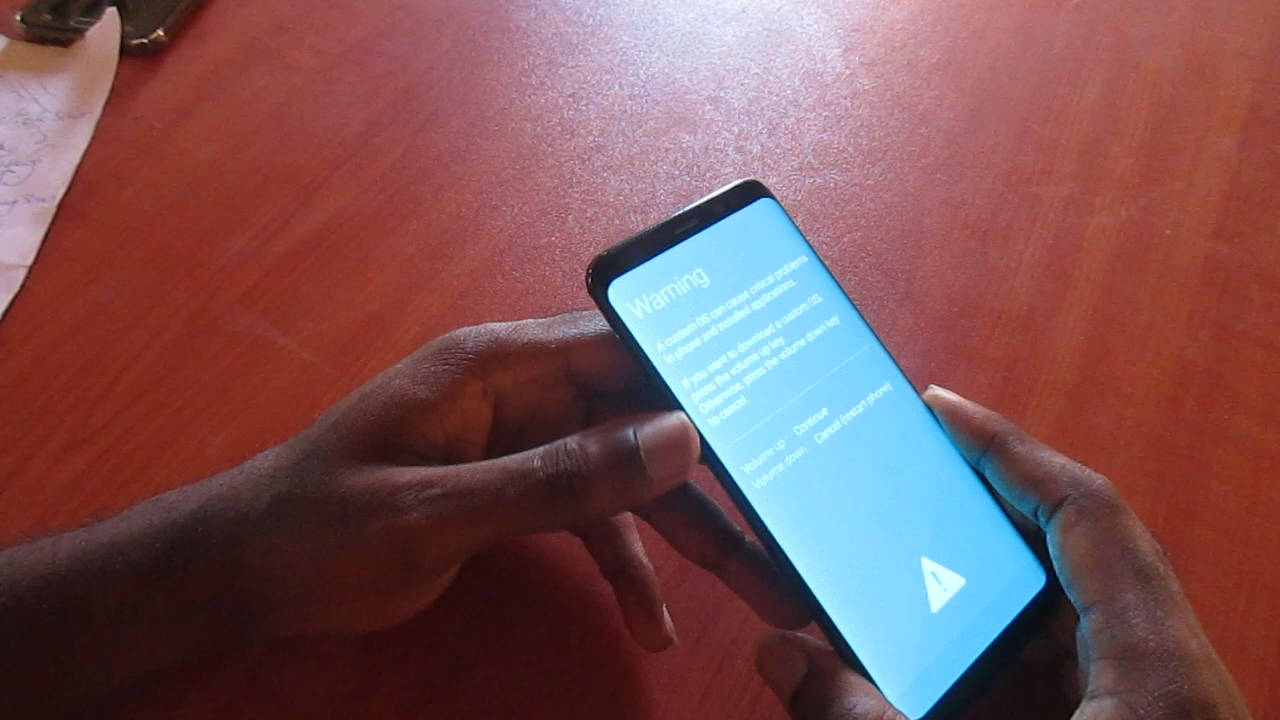 Warning
A custom OS can cause critical problems
in phone and installed applications.
If you want to download a custom OS,
press the volume up key
Otherwise, press the volume down key
to cancel.
Volume up : Continue
Volume down : Cancel (restart phone)